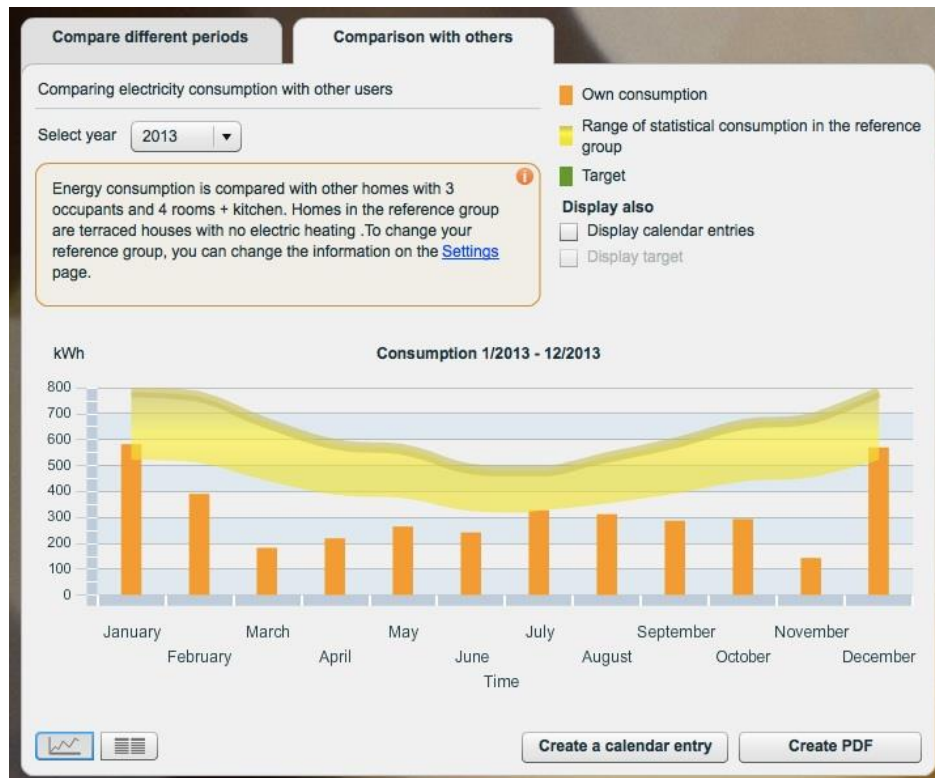 Compare different periods
Comparison with others
Comparing electricity consumption with other users
Select year 2013
Energy consumption is compared with other homes with 3
occupants and 4 rooms + kitchen. Homes in the reference group
are terraced houses with no electric heating .To change your
reference group, you can change the information on the Settings
page.
Own consumption
Range of statistical consumption in the reference
group
Target
Display also
Display calendar entries
Display target
kWh
Consumption 1/2013 - 12/2013
800
700
600
500
400
300
200
100
0
January
February
March
April
May
June
July
August
September
October
November
December
Time
Create a calendar entry
Create PDF